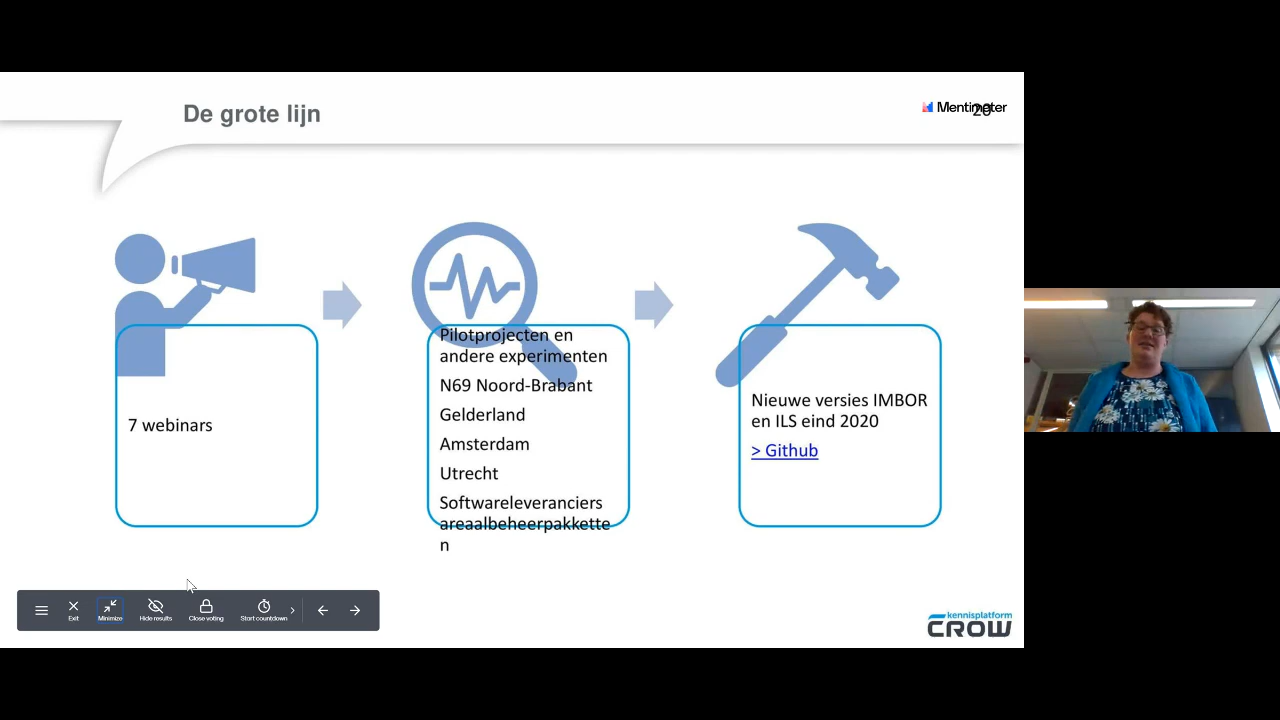 De grote lijn
Mentimeter
20
Pilotprojecten en
andere experimenten
N69 Noord-Brabant
Gelderland
Amsterdam
Utrecht
Softwareleveranciers
areaalbeheerpakkette
n
7 webinars
Nieuwe versies IMBOR
en ILS eind 2020
> Github
Exit
Minimize
Hide results
Close voting
Start countdown
kennisplatform
CROW